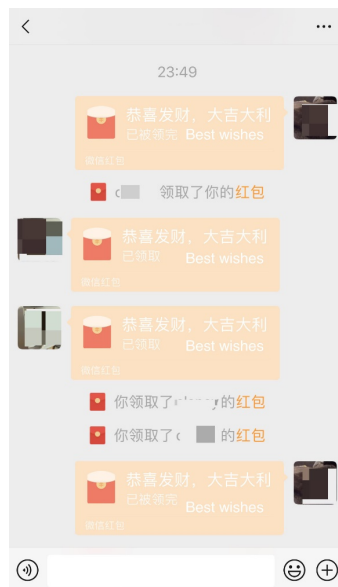 23:49
恭喜发财，大吉大利
已被领完 Best wishes
微信红包
领取了你的红包
恭喜发财，大吉大利
已领取 Best wishes
微信红包
恭喜发财，大吉大利
已领取 Best wishes
微信红包
你领取了 的红包
你领取了 的红包
恭喜发财，大吉大利
已被领完 Best wishes
微信红包